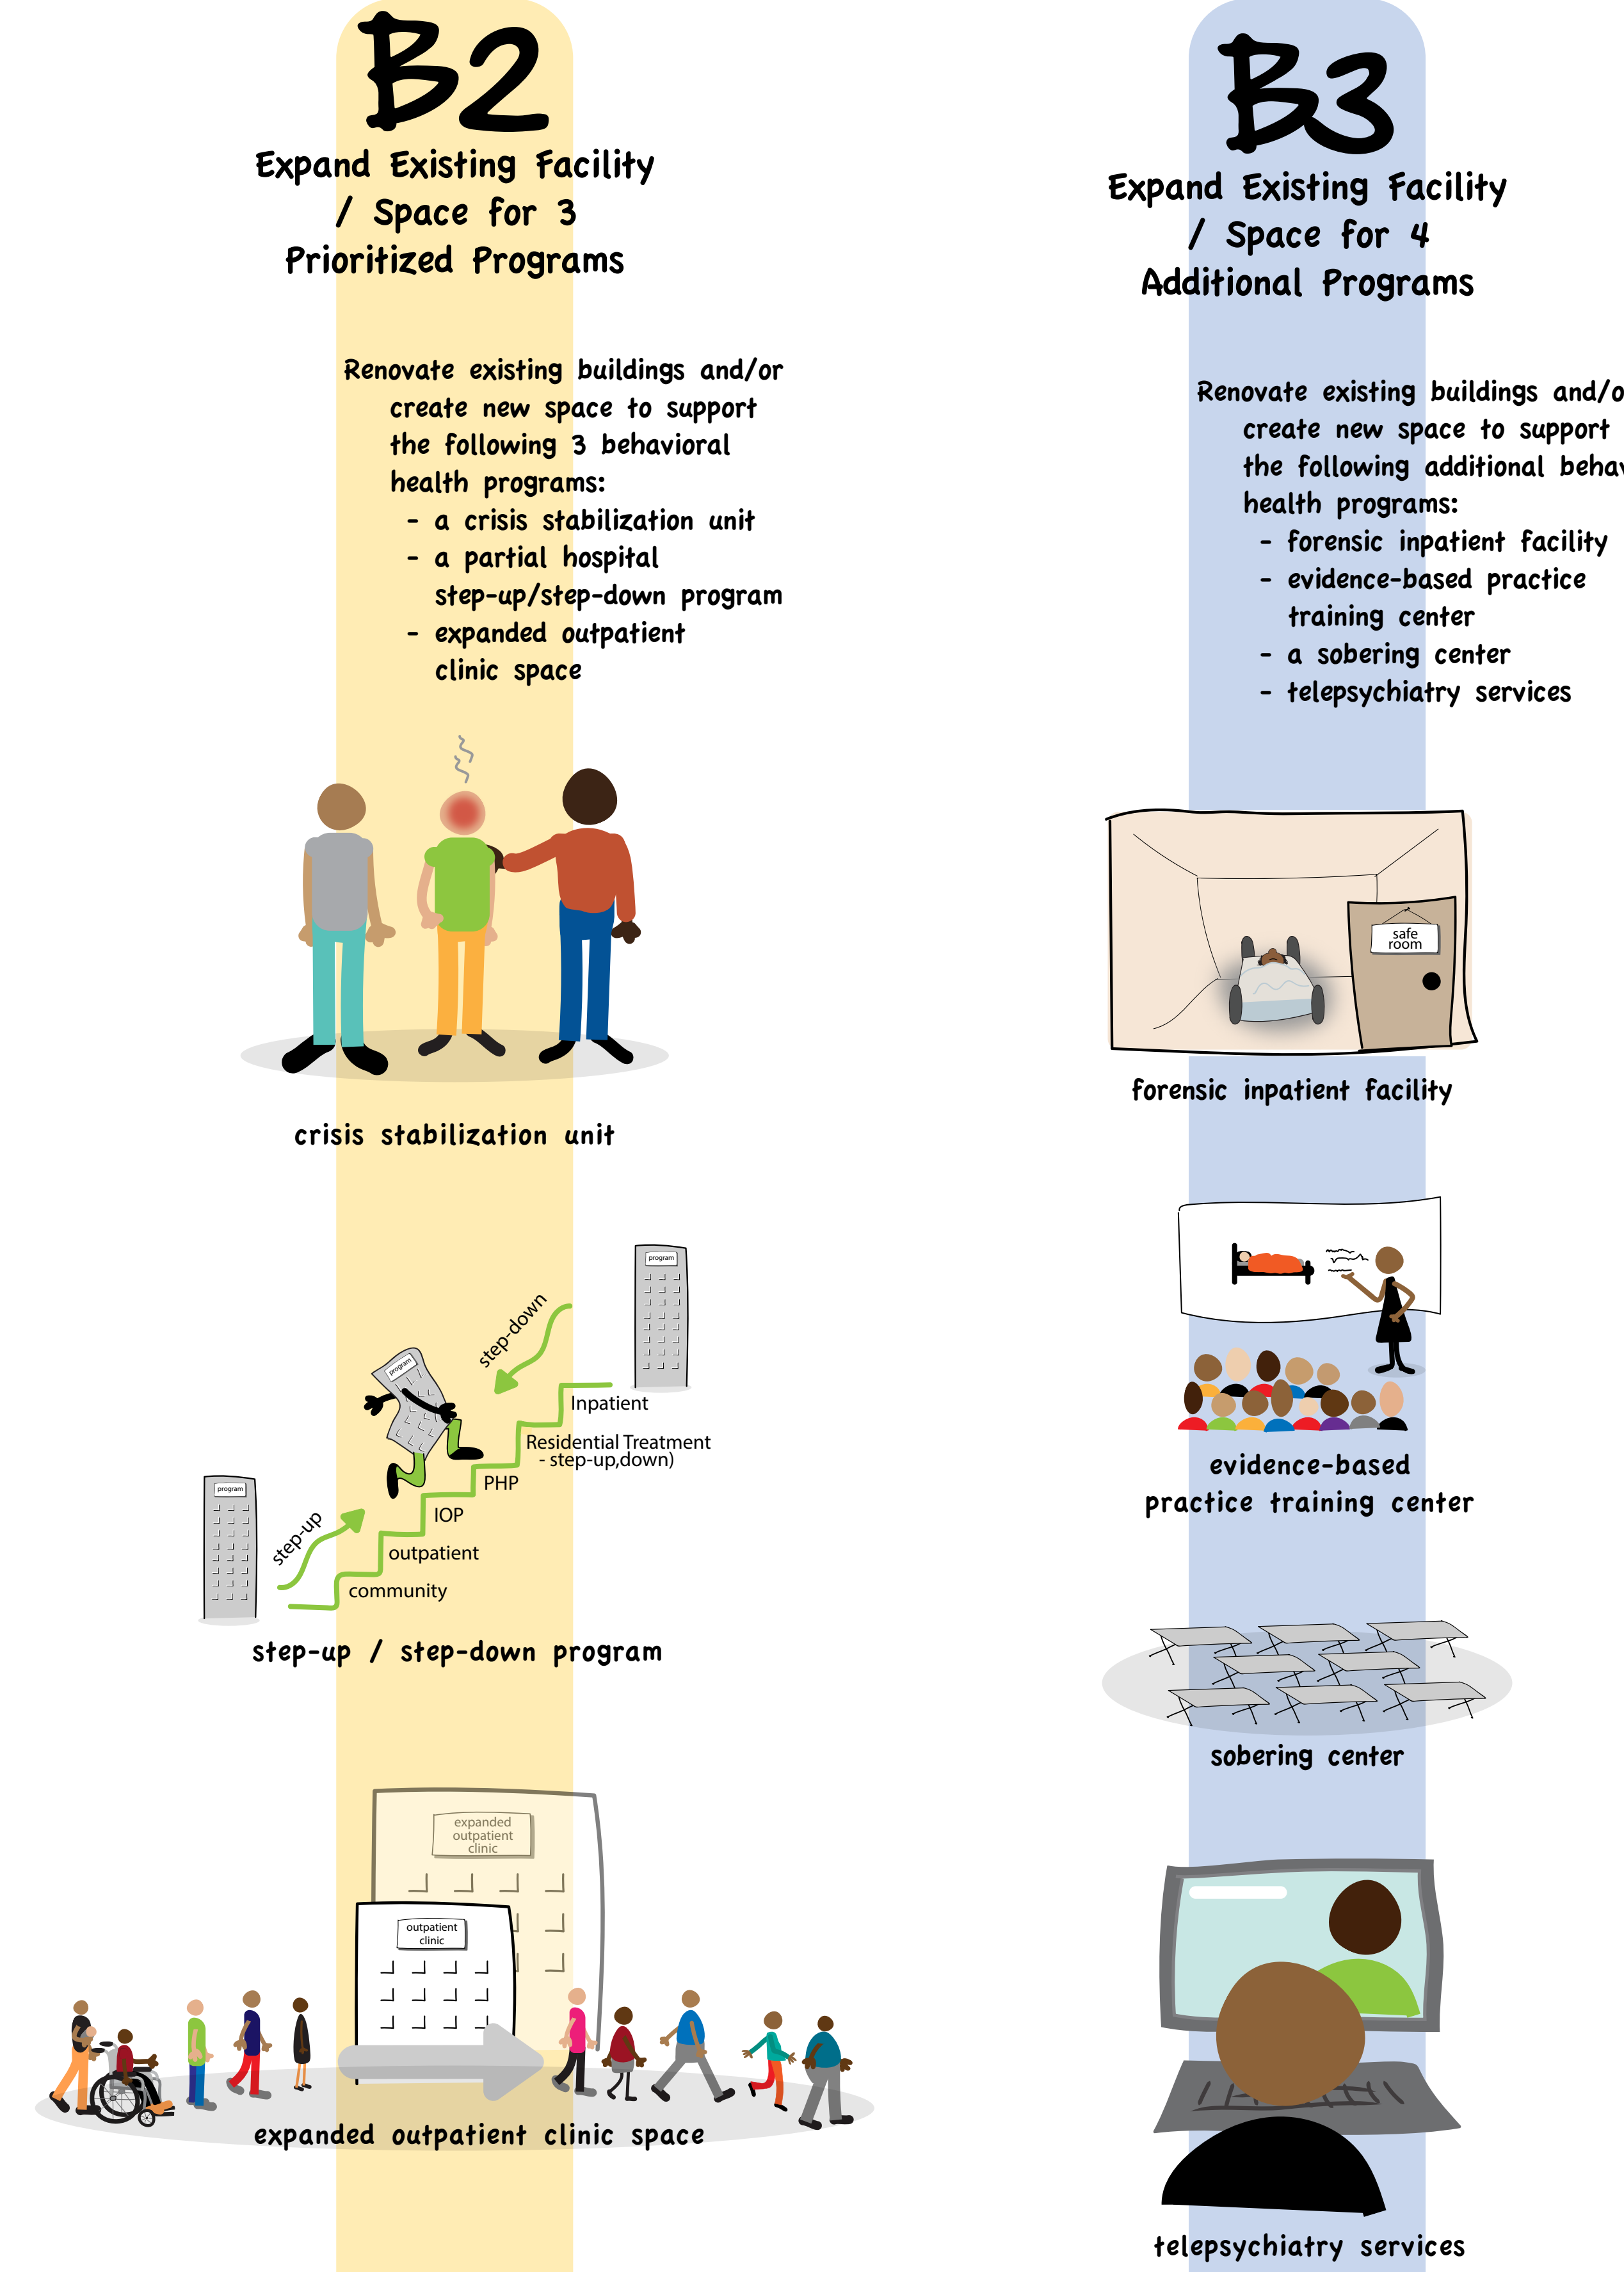 B2
Expand Existing Facility
/ Space for 3
Prioritized Programs
Renovate existing buildings and/or
create new space to support
the following 3 behavioral
health programs:
- a crisis stabilization unit
- a partial hospital
step-up/step-down program
- expanded outpatient
clinic space
crisis stabilization unit
program
step-down
program
Inpatient
Residential Treatment
- step-up,down)
PHP
program
IOP
step-up
outpatient
community
step-up / step-down program
expanded
outpatient
clinic
outpatient
clinic
expanded outpatient clinic space
B3
Expand Existing Facility
/ Space for 4
Additional Programs
Renovate existing buildings
create new space to support
the following additional
health programs:
- forensic inpatient facility
- evidence-based practice
training center
- a sobering center
- telepsychiatry services
safe
room
forensic inpatient facility
evidence-based
practice training center
sobering center
telepsychiatry services